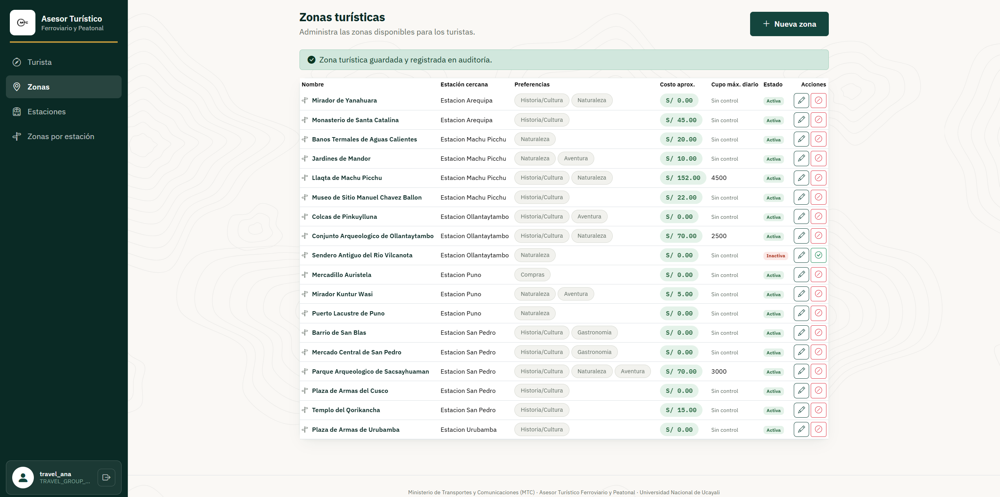 MTC
Asesor Turístico
Ferroviario y Peatonal
Turista
Zonas
Estaciones
Zonas por estación
travel_ana
TRAVEL_GROUP_...
Zonas turísticas
Administra las zonas disponibles para los turistas.
+ Nueva zona
Zona turística guardada y registrada en auditoría.
Nombre Estación cercana Preferencias Costo aprox. Cupo máx. diario Estado Acciones
Mirador de Yanahuara Estacion Arequipa Historia/Cultura Naturaleza S/ 0.00 Sin control Activa
Monasterio de Santa Catalina Estacion Arequipa Historia/Cultura S/ 45.00 Sin control Activa
Banos Termales de Aguas Calientes Estacion Machu Picchu Naturaleza S/ 20.00 Sin control Activa
Jardines de Mandor Estacion Machu Picchu Naturaleza Aventura S/ 10.00 Sin control Activa
Llaqta de Machu Picchu Estacion Machu Picchu Historia/Cultura Naturaleza S/ 152.00 4500 Activa
Museo de Sitio Manuel Chavez Ballon Estacion Machu Picchu Historia/Cultura S/ 22.00 Sin control Activa
Colcas de Pinkuylluna Estacion Ollantaytambo Historia/Cultura Aventura S/ 0.00 Sin control Activa
Conjunto Arqueologico de Ollantaytambo Estacion Ollantaytambo Historia/Cultura Naturaleza S/ 70.00 2500 Activa
Sendero Antiguo del Rio Vilcanota Estacion Ollantaytambo Naturaleza S/ 0.00 Sin control Inactiva
Mercadillo Auristela Estacion Puno Compras S/ 0.00 Sin control Activa
Mirador Kuntur Wasi Estacion Puno Naturaleza Aventura S/ 5.00 Sin control Activa
Puerto Lacustre de Puno Estacion Puno Naturaleza S/ 0.00 Sin control Activa
Barrio de San Blas Estacion San Pedro Historia/Cultura Gastronomia S/ 0.00 Sin control Activa
Mercado Central de San Pedro Estacion San Pedro Historia/Cultura Gastronomia S/ 0.00 Sin control Activa
Parque Arqueologico de Sacsayhuaman Estacion San Pedro Historia/Cultura Naturaleza Aventura S/ 70.00 3000 Activa
Plaza de Armas del Cusco Estacion San Pedro Historia/Cultura S/ 0.00 Sin control Activa
Templo del Qorikancha Estacion San Pedro Historia/Cultura S/ 15.00 Sin control Activa
Plaza de Armas de Urubamba Estacion Urubamba Historia/Cultura S/ 0.00 Sin control Activa
Ministerio de Transportes y Comunicaciones (MTC) · Asesor Turístico Ferroviario y Peatonal · Universidad Nacional de Ucayali